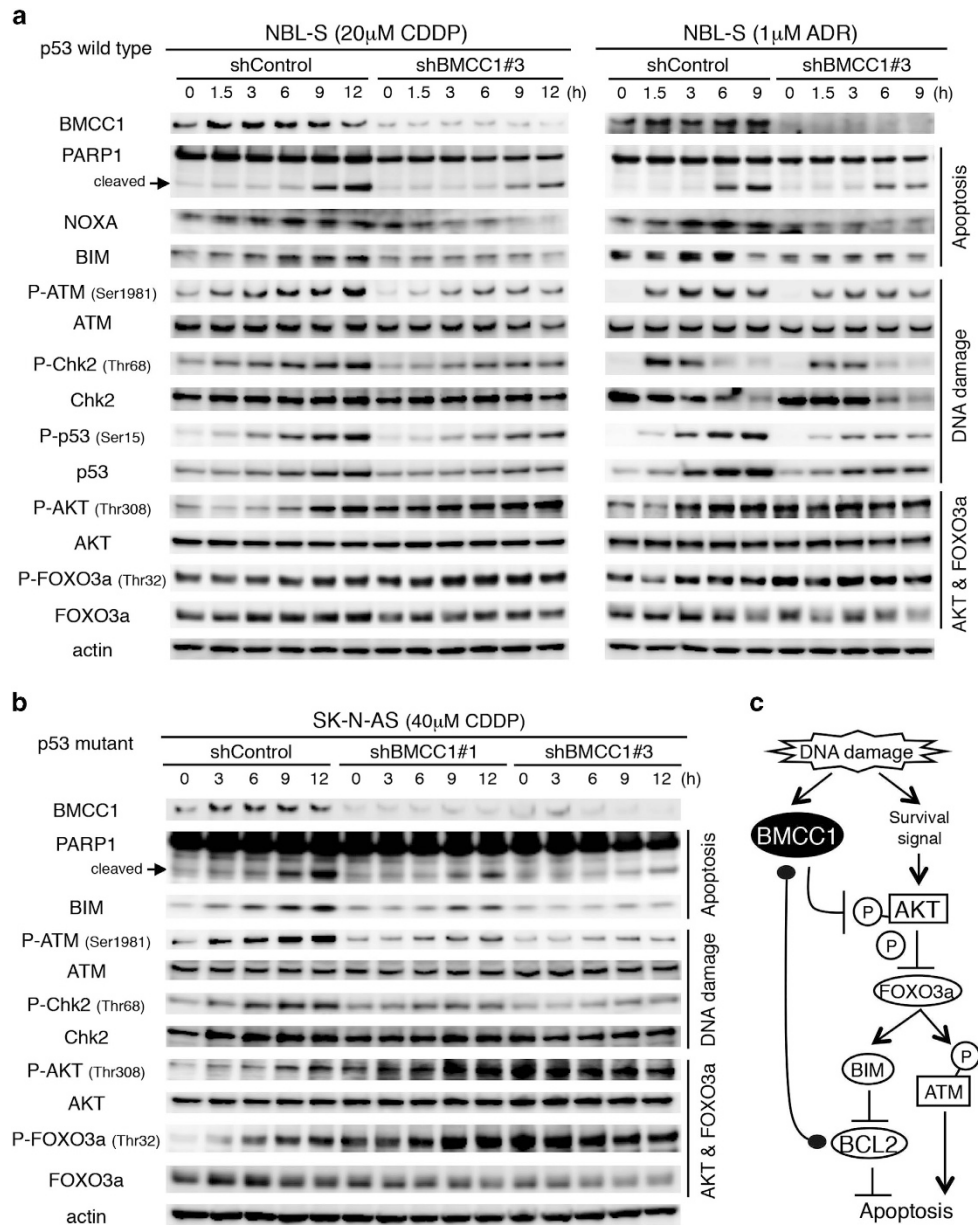 a
NBL-S (20μM CDDP)
NBL-S (1μM ADR)
p53 wild type
shControl
shBMCC1#3
shControl
shBMCC1#3
0 1.5 3 6 9 12 0 1.5 3 6 9 12 (h)
0 1.5 3 6 9 0 1.5 3 6 9 (h)
BMCC1
PARP1
cleaved
NOXA
BIM
P-ATM (Ser1981)
ATM
P-Chk2 (Thr68)
Chk2
P-p53 (Ser15)
p53
P-AKT (Thr308)
AKT
P-FOXO3a (Thr32)
FOXO3a
actin
Apoptosis
DNA damage
AKT & FOXO3a
b
SK-N-AS (40μM CDDP)
p53 mutant
shControl
shBMCC1#1
shBMCC1#3
0 3 6 9 12 0 3 6 9 12 0 3 6 9 12 (h)
BMCC1
PARP1
cleaved
BIM
P-ATM (Ser1981)
ATM
P-Chk2 (Thr68)
Chk2
P-AKT (Thr308)
AKT
P-FOXO3a (Thr32)
FOXO3a
actin
Apoptosis
DNA damage
AKT & FOXO3a
c
DNA damage
BMCC1
Survival
signal
P
AKT
P
FOXO3a
BIM
P
ATM
BCL2
Apoptosis